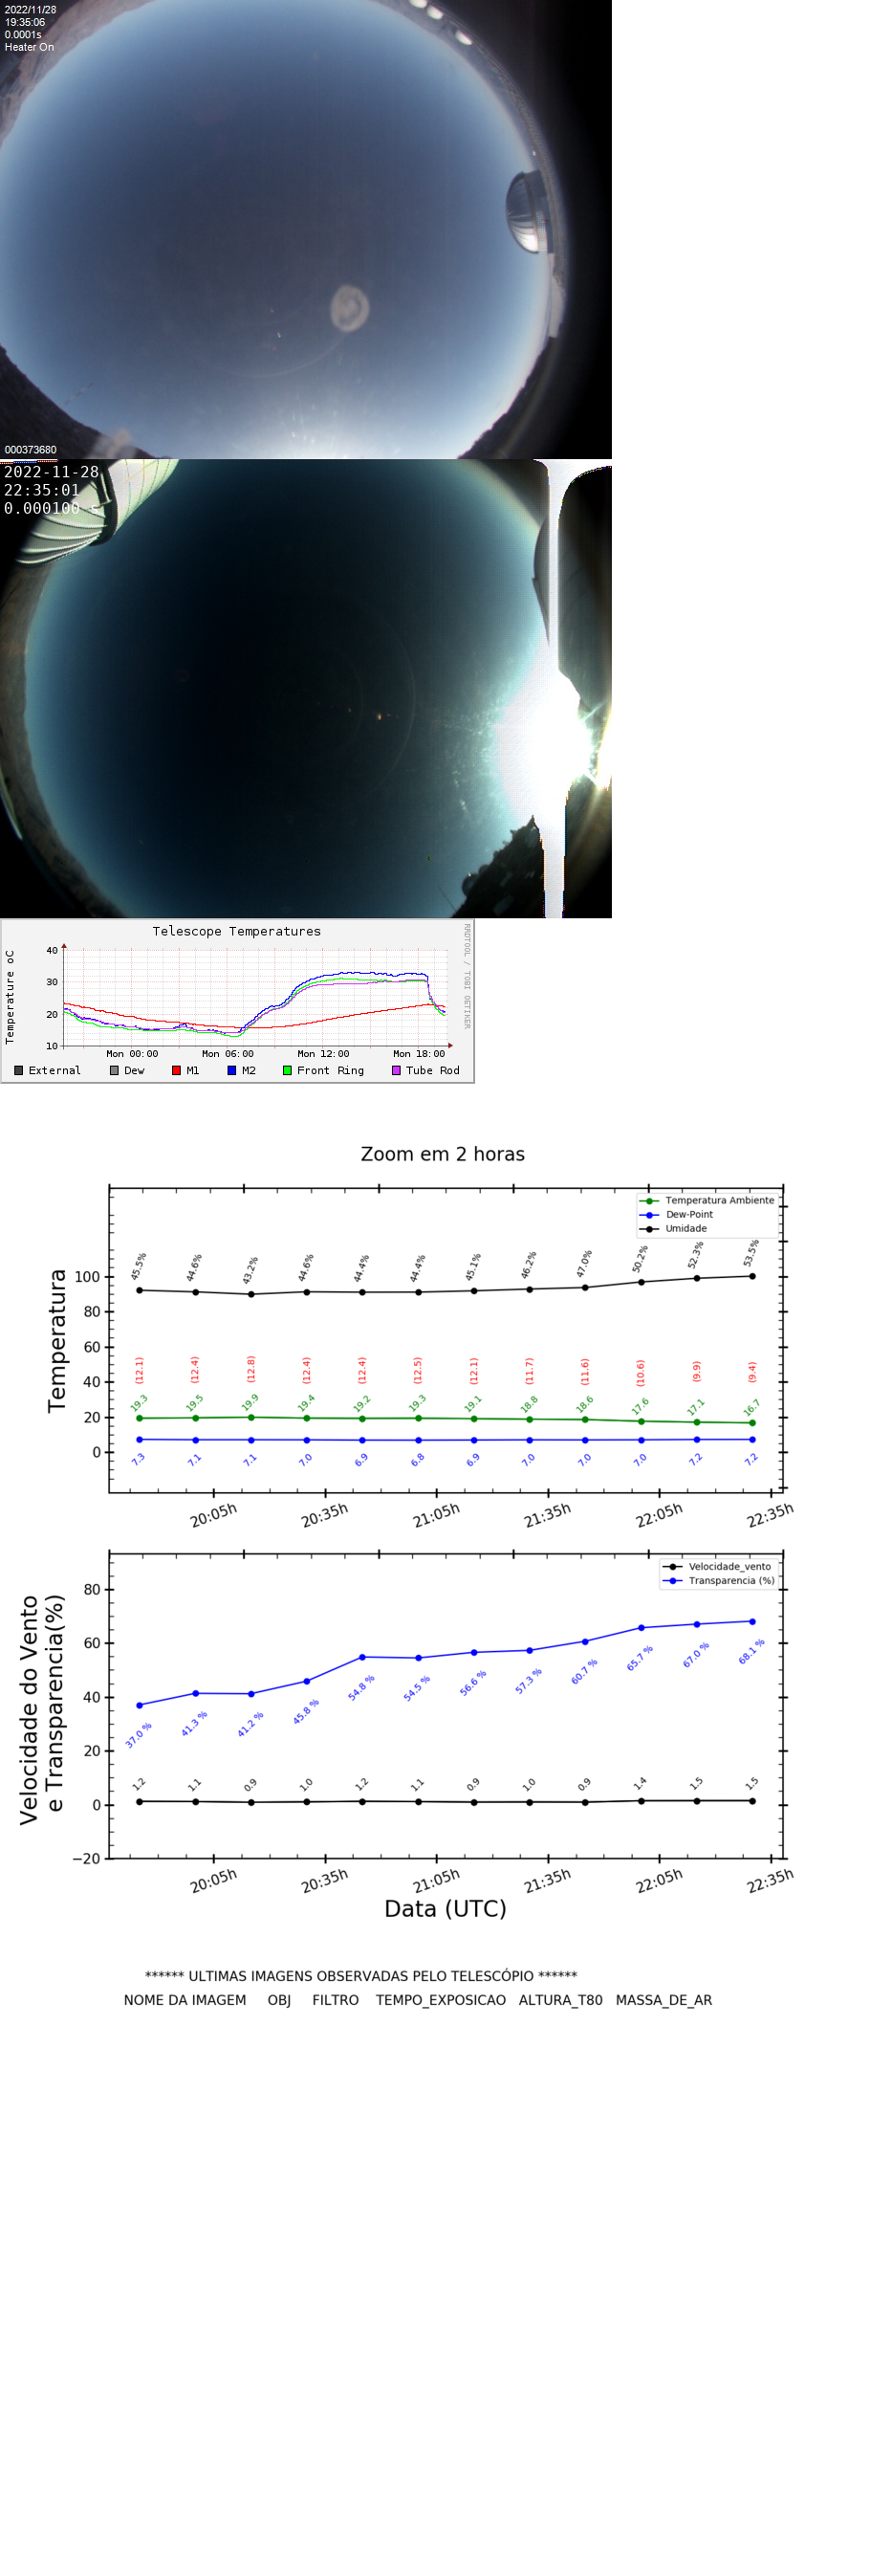 2022/11/28
19:35:06
0.0001s
Heater On
000373680
2022-11-28
22:35:01
0.000100 s
Telescope Temperatures
RRDTOOL / TOBI OETIKER
Temperature oC
40
30
20
10
Mon 00:00 Mon 06:00 Mon 12:00 Mon 18:00
External Dew M1 M2 Front Ring Tube Rod
Zoom em 2 horas
Temperatura Ambiente
Dew-Point
Umidade
Temperatura
100
80
60
40
20
0
45.5% 44.6% 43.2% 44.6% 44.4% 44.4% 45.1% 46.2% 47.0% 50.2% 52.3% 53.5%
(12.1) (12.4) (12.8) (12.4) (12.4) (12.5) (12.1) (11.7) (11.6) (10.6) (9.9) (9.4)
19.3 19.5 19.9 19.4 19.2 19.3 19.1 18.8 18.6 17.6 17.1 16.7
7.3 7.1 7.1 7.0 6.9 6.8 6.9 7.0 7.0 7.0 7.2 7.2
20:05h 20:35h 21:05h 21:35h 22:05h 22:35h
Velocidade_vento
Transparencia (%)
Velocidade do Vento
e Transparencia(%)
80
60
40
20
0
−20
37.0 % 41.3 % 41.2 % 45.8 % 54.8 % 54.5 % 56.6 % 57.3 % 60.7 % 65.7 % 67.0 % 68.1 %
1.2 1.1 0.9 1.0 1.2 1.1 0.9 1.0 0.9 1.4 1.5 1.5
20:05h 20:35h 21:05h 21:35h 22:05h 22:35h
Data (UTC)
****** ULTIMAS IMAGENS OBSERVADAS PELO TELESCÓPIO ******
NOME DA IMAGEM OBJ FILTRO TEMPO_EXPOSICAO ALTURA_T80 MASSA_DE_AR